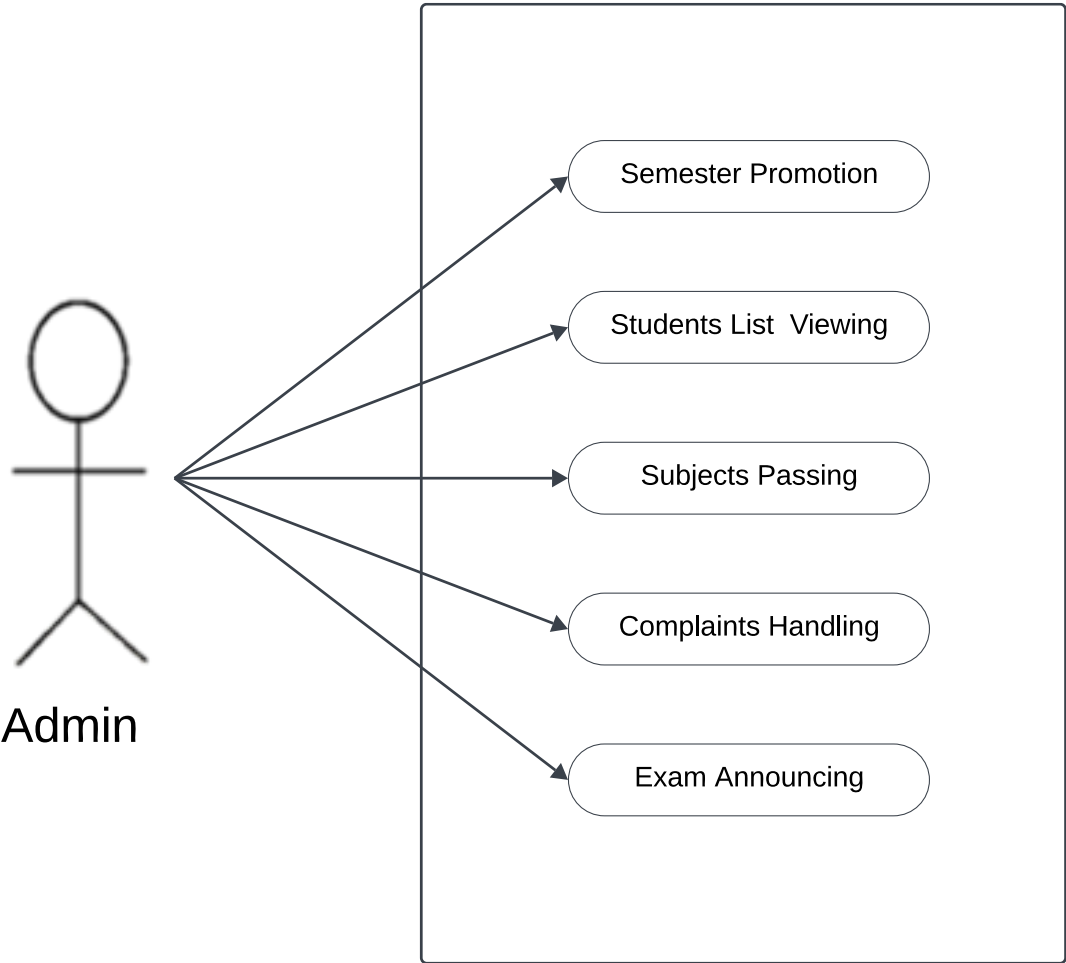 Semester Promotion
Students List  Viewing
Subjects Passing
Complaints Handling
Admin
Exam Announcing